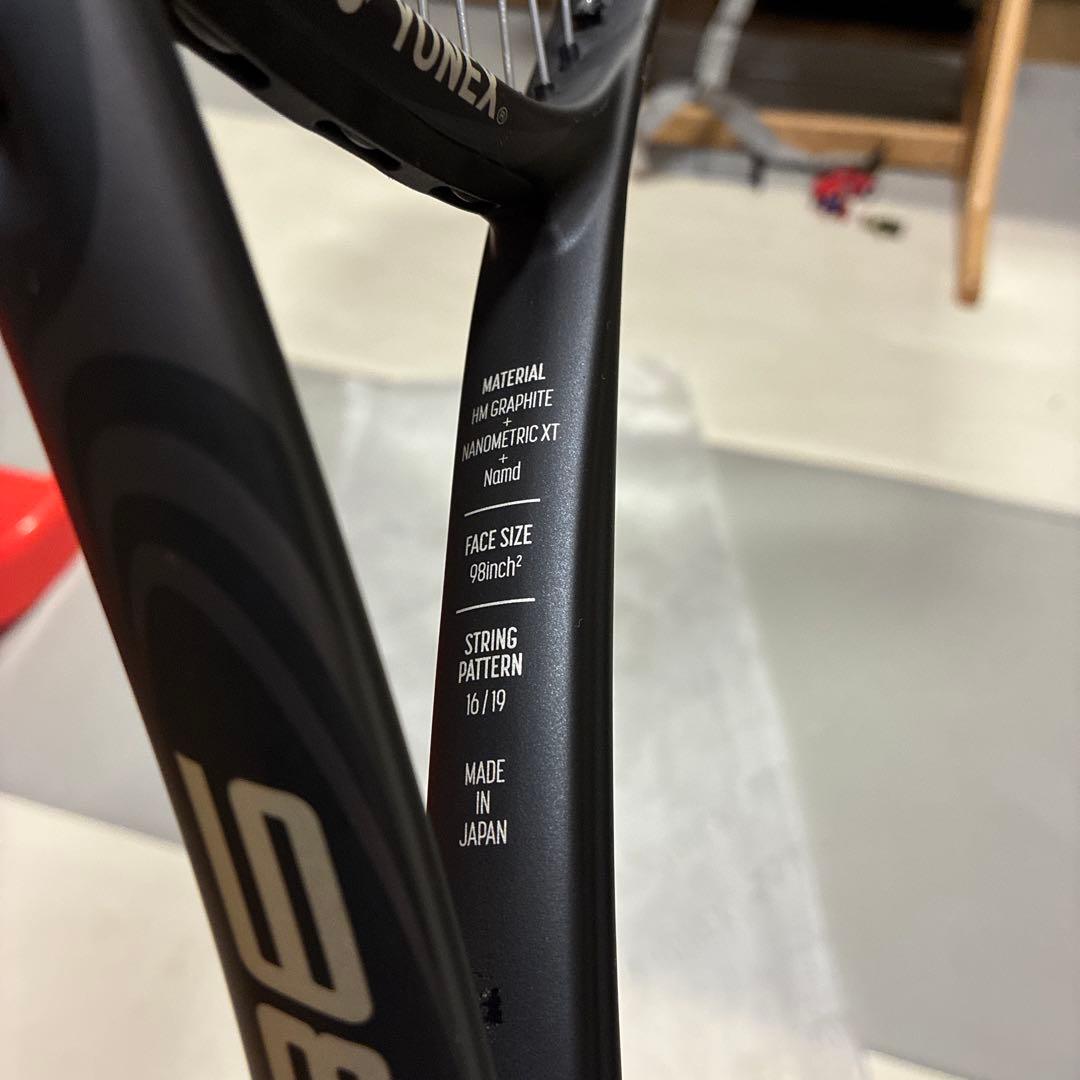 YONEX®
MATERIAL
HM GRAPHITE
+
NANOMETRIC XT
+
Namd
FACE SIZE
98inch²
STRING
PATTERN
16/19
MADE
IN
JAPAN